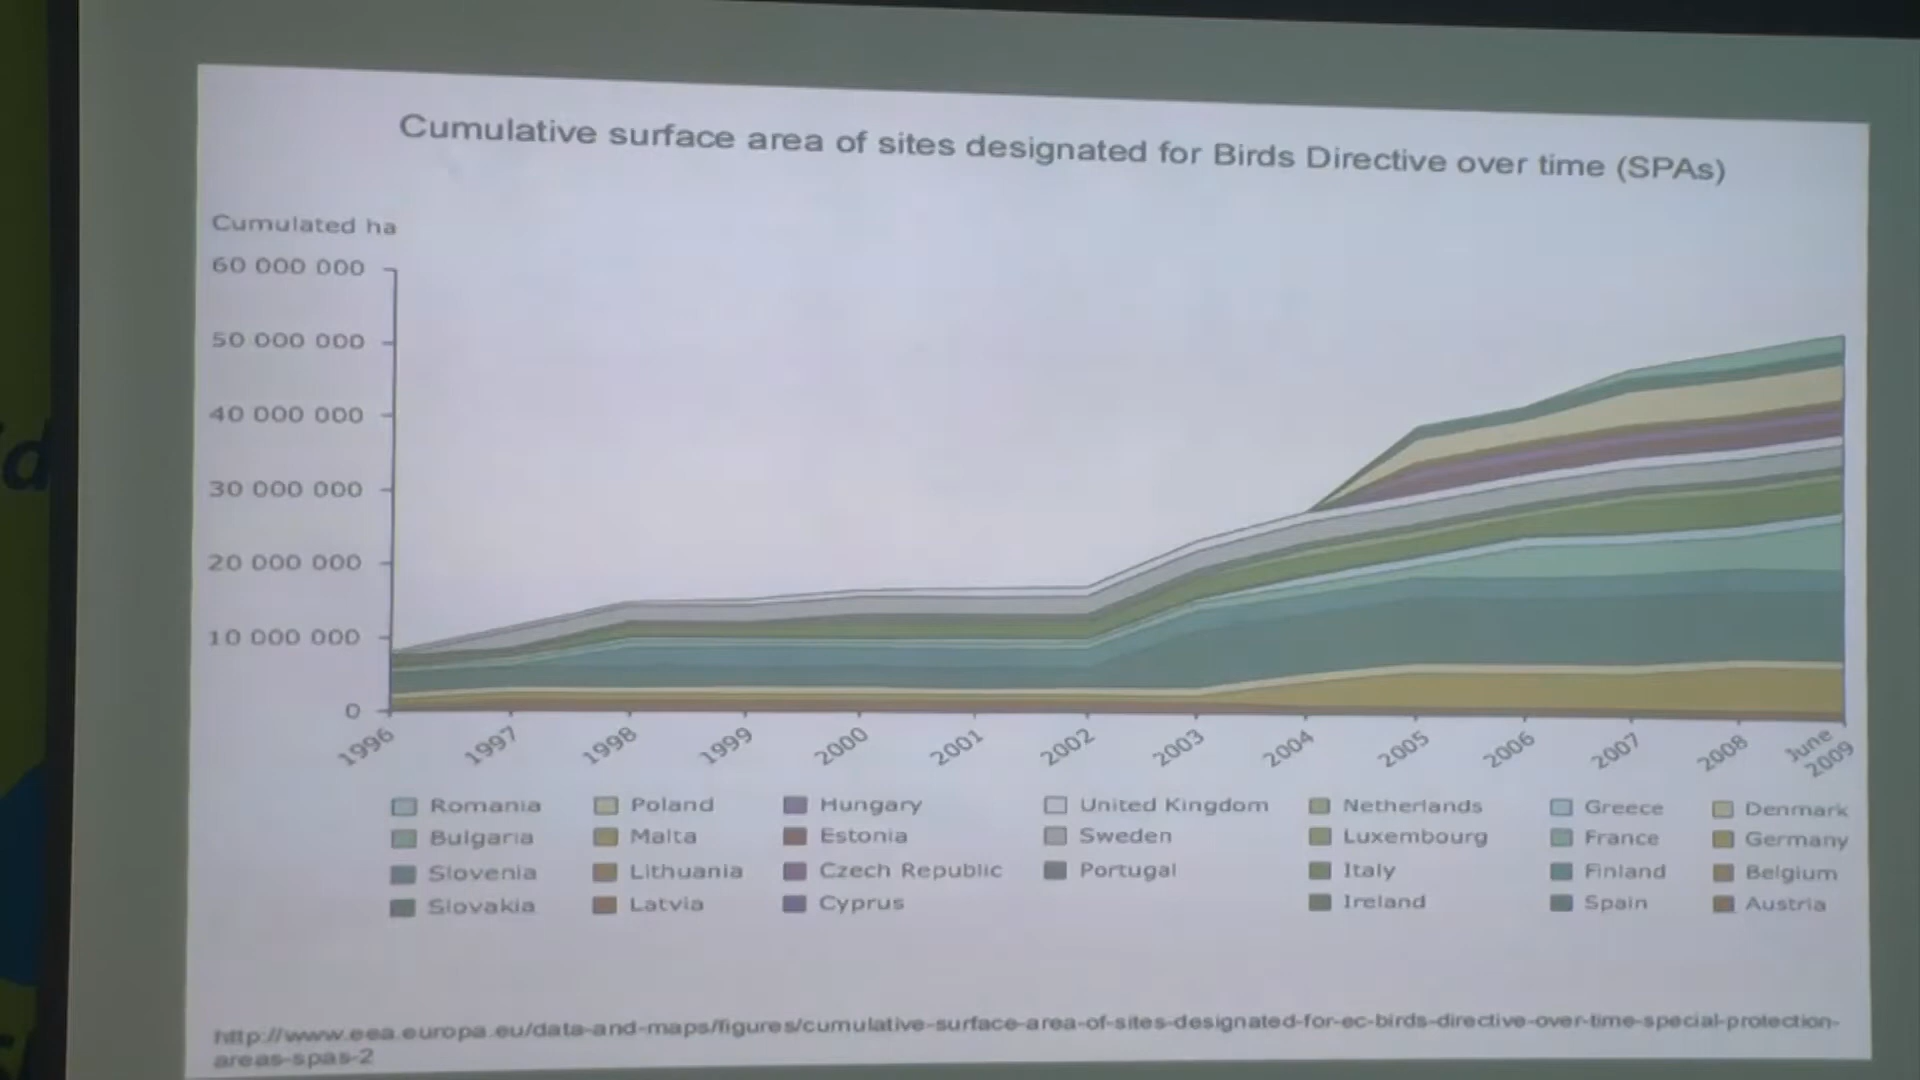 Cumulative surface area of sites designated for Birds Directive over time (SPAs)
Cumulated ha
60 000 000
50 000 000
40 000 000
30 000 000
20 000 000
10 000 000
0
1996 1997 1998 1999 2000 2001 2002 2003 2004 2005 2006 2007 2008 June 2009
Romania Poland Hungary United Kingdom Netherlands Greece Denmark
Bulgaria Malta Estonia Sweden Luxembourg France Germany
Slovenia Lithuania Czech Republic Portugal Italy Finland Belgium
Slovakia Latvia Cyprus Ireland Spain Austria
http://www.eea.europa.eu/data-and-maps/figures/cumulative-surface-area-of-sites-designated-for-ec-birds-directive-over-time-special-protection-
areas-spas-2